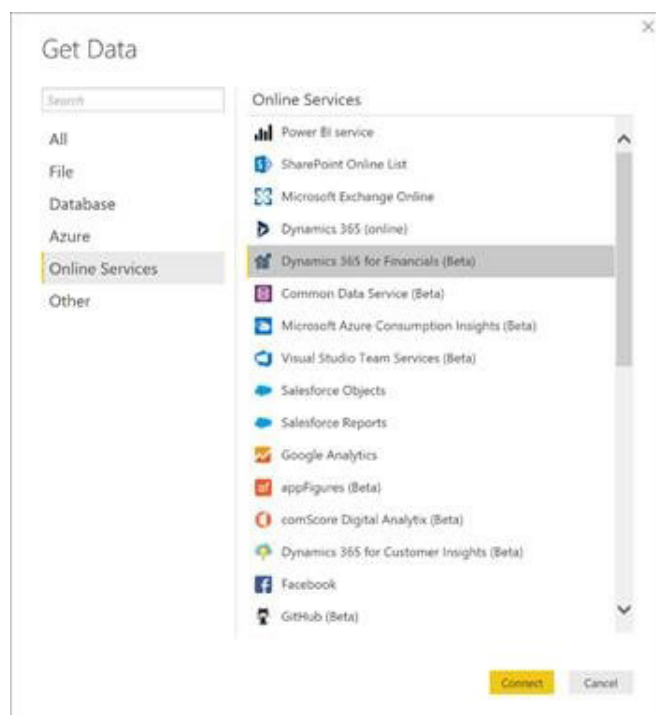 Get Data
Search
All
File
Database
Azure
Online Services
Other
Online Services
Power BI service
SharePoint Online List
Microsoft Exchange Online
Dynamics 365 (online)
Dynamics 365 for Financials (Beta)
Common Data Service (Beta)
Microsoft Azure Consumption Insights (Beta)
Visual Studio Team Services (Beta)
Salesforce Objects
Salesforce Reports
Google Analytics
appFigures (Beta)
comScore Digital Analytix (Beta)
Dynamics 365 for Customer Insights (Beta)
Facebook
GitHub (Beta)
Connect
Cancel